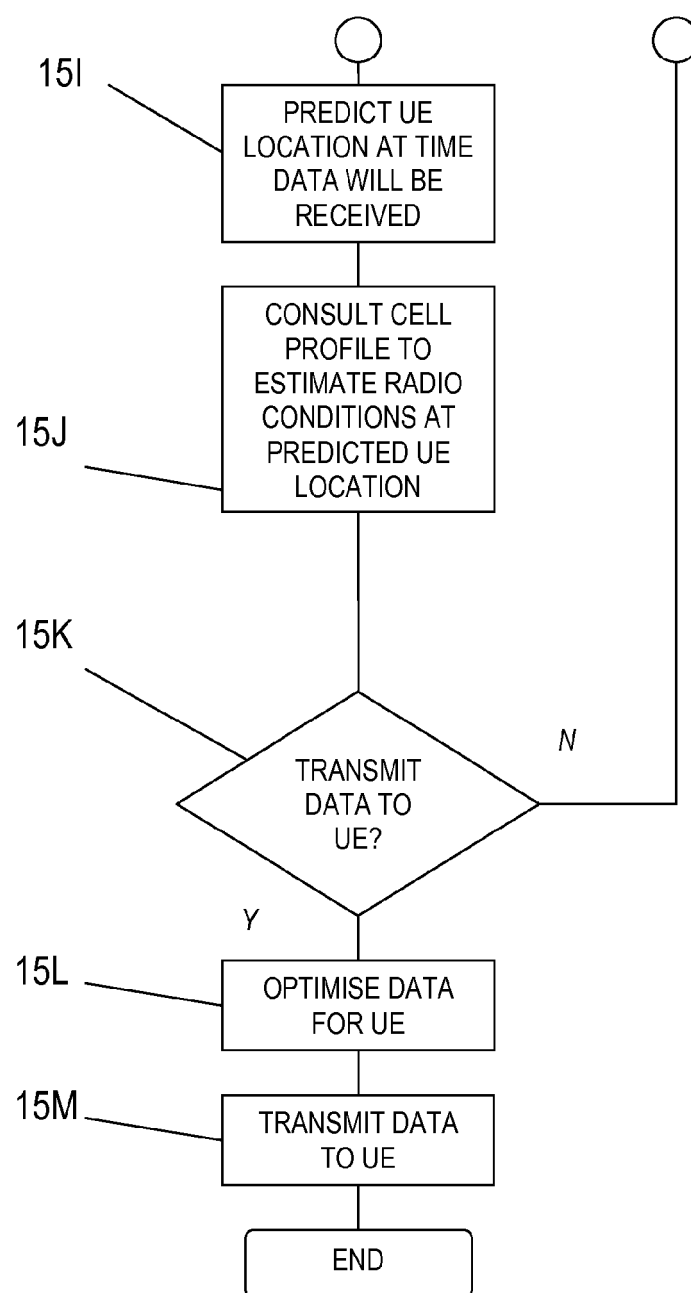 15I
PREDICT UE
LOCATION AT TIME
DATA WILL BE
RECEIVED
CONSULT CELL
PROFILE TO
ESTIMATE RADIO
CONDITIONS AT
PREDICTED UE
LOCATION
15J
15K
TRANSMIT
DATA TO
UE?
N
Y
15L
OPTIMISE DATA
FOR UE
15M
TRANSMIT DATA
TO UE
END